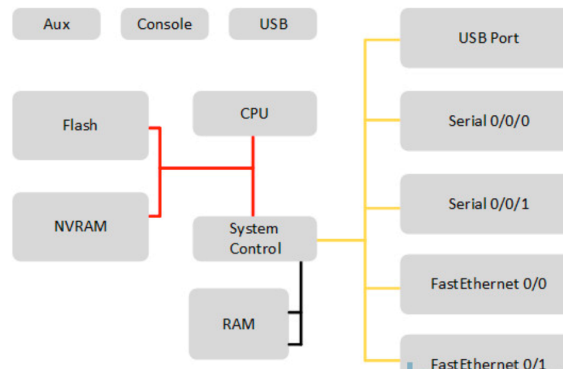 Aux
Console
USB
USB Port
Flash
CPU
Serial 0/0/0
NVRAM
System
Control
Serial 0/0/1
RAM
FastEthernet 0/0
FastEthernet 0/1